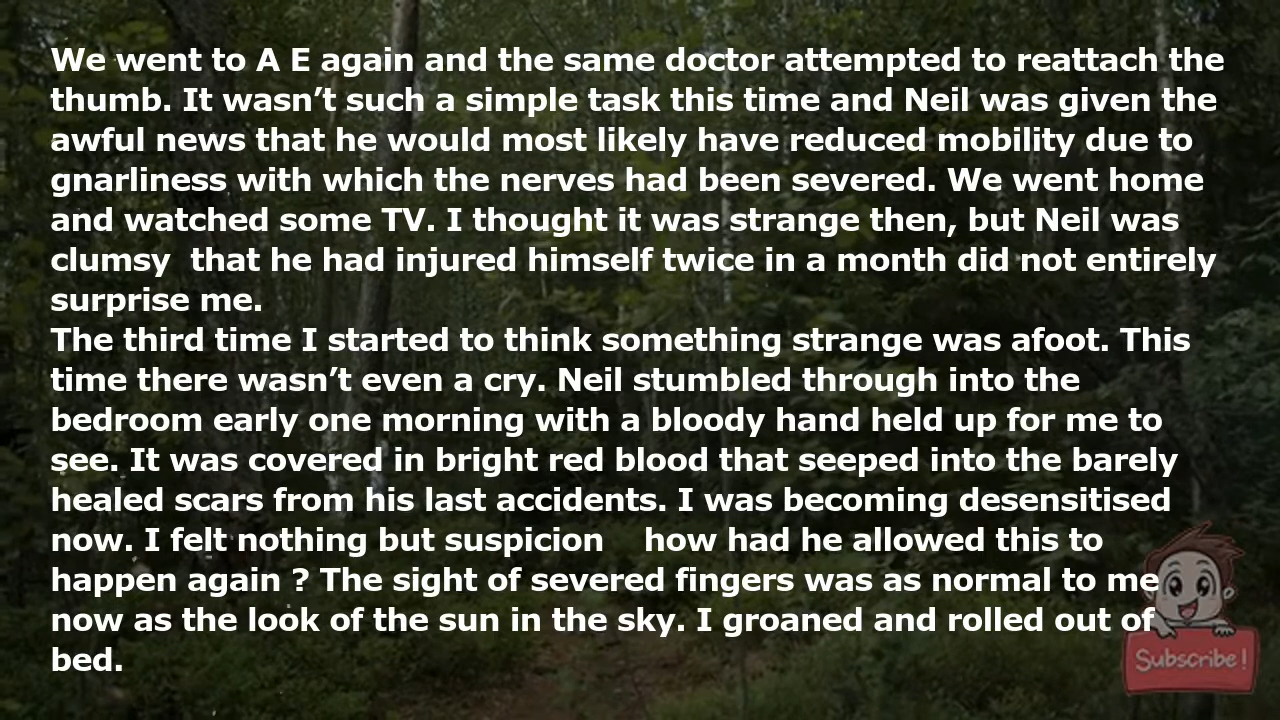 We went to A E again and the same doctor attempted to reattach the
thumb. It wasn’t such a simple task this time and Neil was given the
awful news that he would most likely have reduced mobility due to
gnarliness with which the nerves had been severed. We went home
and watched some TV. I thought it was strange then, but Neil was
clumsy  that he had injured himself twice in a month did not entirely
surprise me.
The third time I started to think something strange was afoot. This
time there wasn’t even a cry. Neil stumbled through into the
bedroom early one morning with a bloody hand held up for me to
see. It was covered in bright red blood that seeped into the barely
healed scars from his last accidents. I was becoming desensitised
now. I felt nothing but suspicion    how had he allowed this to
happen again ? The sight of severed fingers was as normal to me
now as the look of the sun in the sky. I groaned and rolled out of
bed.
Subscribe!